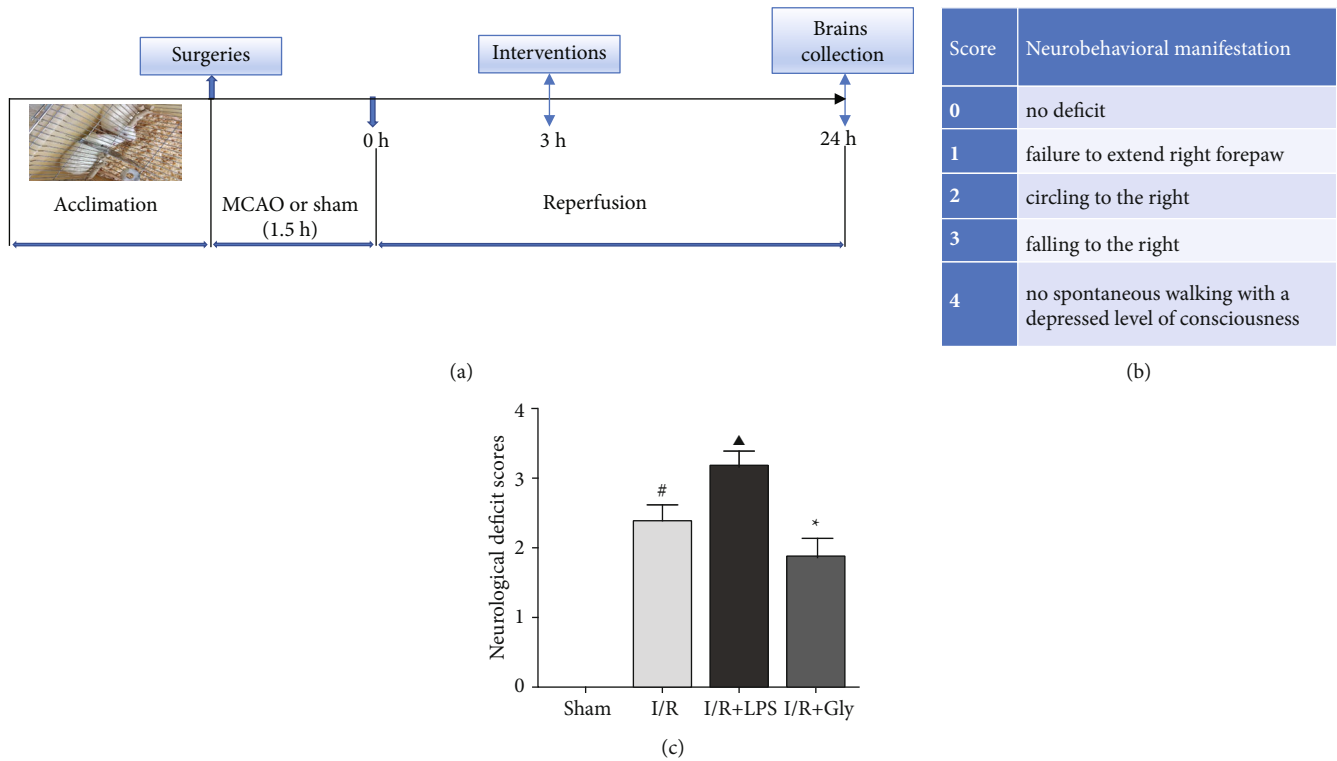 Surgeries
Interventions
Brains
collection
0 h
3 h
24 h
Acclimation
MCAO or sham
(1.5 h)
Reperfusion
(a)
Score Neurobehavioral manifestation
0 no deficit
1 failure to extend right forepaw
2 circling to the right
3 falling to the right
4 no spontaneous walking with a
depressed level of consciousness
(b)
Neurological deficit scores
4
3
2
1
0
#
▲
*
Sham I/R I/R+LPS I/R+Gly
(c)